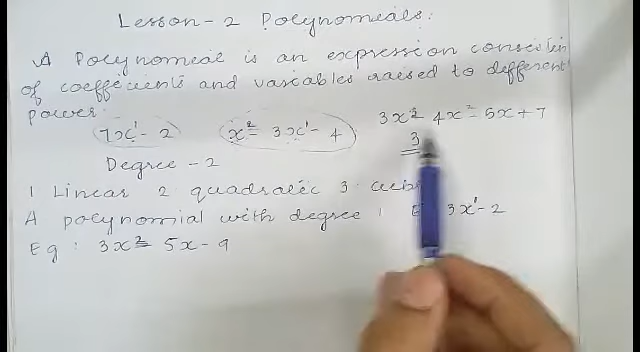 Lesson - 2 Polynomials:
A Polynomial is an expression consistin
of coefficients and variables raised to different
power.
7x¹ - 2    x² - 3x¹ - 4    3x³ - 4x² - 5x + 7
3
Degree - 2
1 Linear 2 quadratic 3 cubi
A polynomial with degree 1 3x¹ - 2
Eg : 3x² - 5x - 9